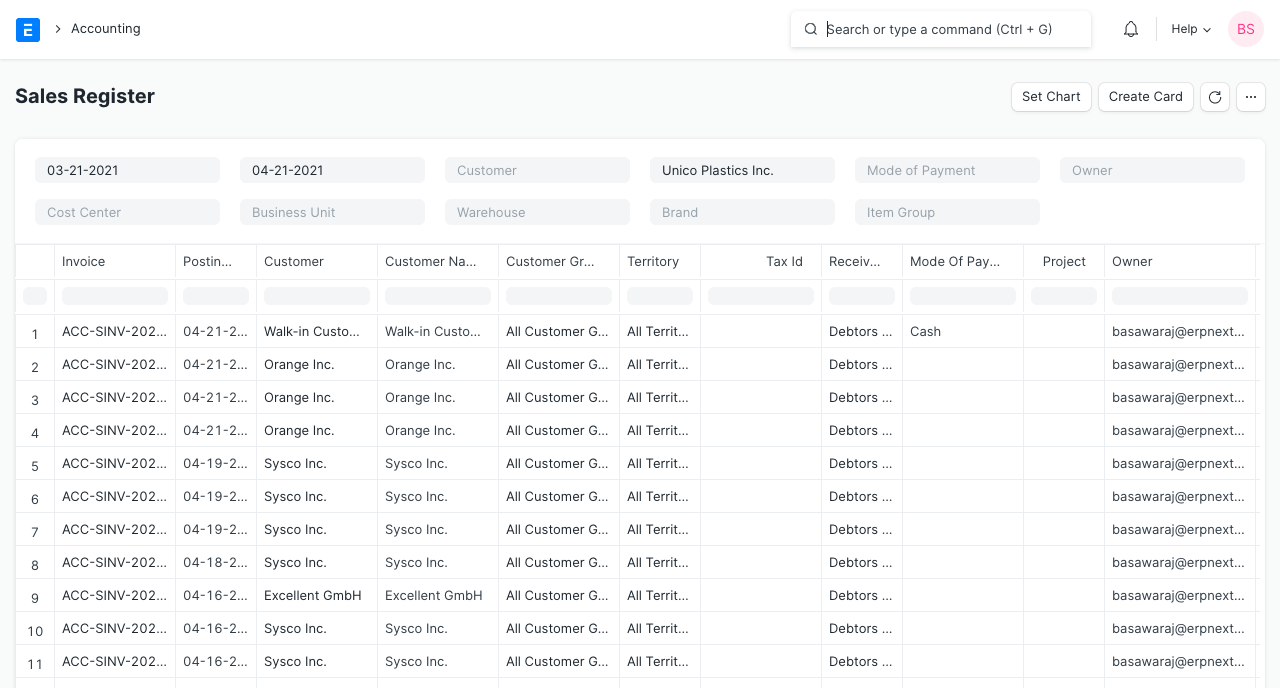 E > Accounting Search or type a command (Ctrl + G) Help BS
Sales Register Set Chart Create Card ...
03-21-2021 04-21-2021 Customer Unico Plastics Inc. Mode of Payment Owner
Cost Center Business Unit Warehouse Brand Item Group
Invoice Postin... Customer Customer Na... Customer Gr... Territory Tax Id Receiv... Mode Of Pay... Project Owner
1 ACC-SINV-202... 04-21-2... Walk-in Custo... Walk-in Custo... All Customer G... All Territ... Debtors ... Cash basawaraj@erpnext...
2 ACC-SINV-202... 04-21-2... Orange Inc. Orange Inc. All Customer G... All Territ... Debtors ... basawaraj@erpnext...
3 ACC-SINV-202... 04-21-2... Orange Inc. Orange Inc. All Customer G... All Territ... Debtors ... basawaraj@erpnext...
4 ACC-SINV-202... 04-21-2... Orange Inc. Orange Inc. All Customer G... All Territ... Debtors ... basawaraj@erpnext...
5 ACC-SINV-202... 04-19-2... Sysco Inc. Sysco Inc. All Customer G... All Territ... Debtors ... basawaraj@erpnext...
6 ACC-SINV-202... 04-19-2... Sysco Inc. Sysco Inc. All Customer G... All Territ... Debtors ... basawaraj@erpnext...
7 ACC-SINV-202... 04-19-2... Sysco Inc. Sysco Inc. All Customer G... All Territ... Debtors ... basawaraj@erpnext...
8 ACC-SINV-202... 04-18-2... Sysco Inc. Sysco Inc. All Customer G... All Territ... Debtors ... basawaraj@erpnext...
9 ACC-SINV-202... 04-16-2... Excellent GmbH Excellent GmbH All Customer G... All Territ... Debtors ... basawaraj@erpnext...
10 ACC-SINV-202... 04-16-2... Sysco Inc. Sysco Inc. All Customer G... All Territ... Debtors ... basawaraj@erpnext...
11 ACC-SINV-202... 04-16-2... Sysco Inc. Sysco Inc. All Customer G... All Territ... Debtors ... basawaraj@erpnext...